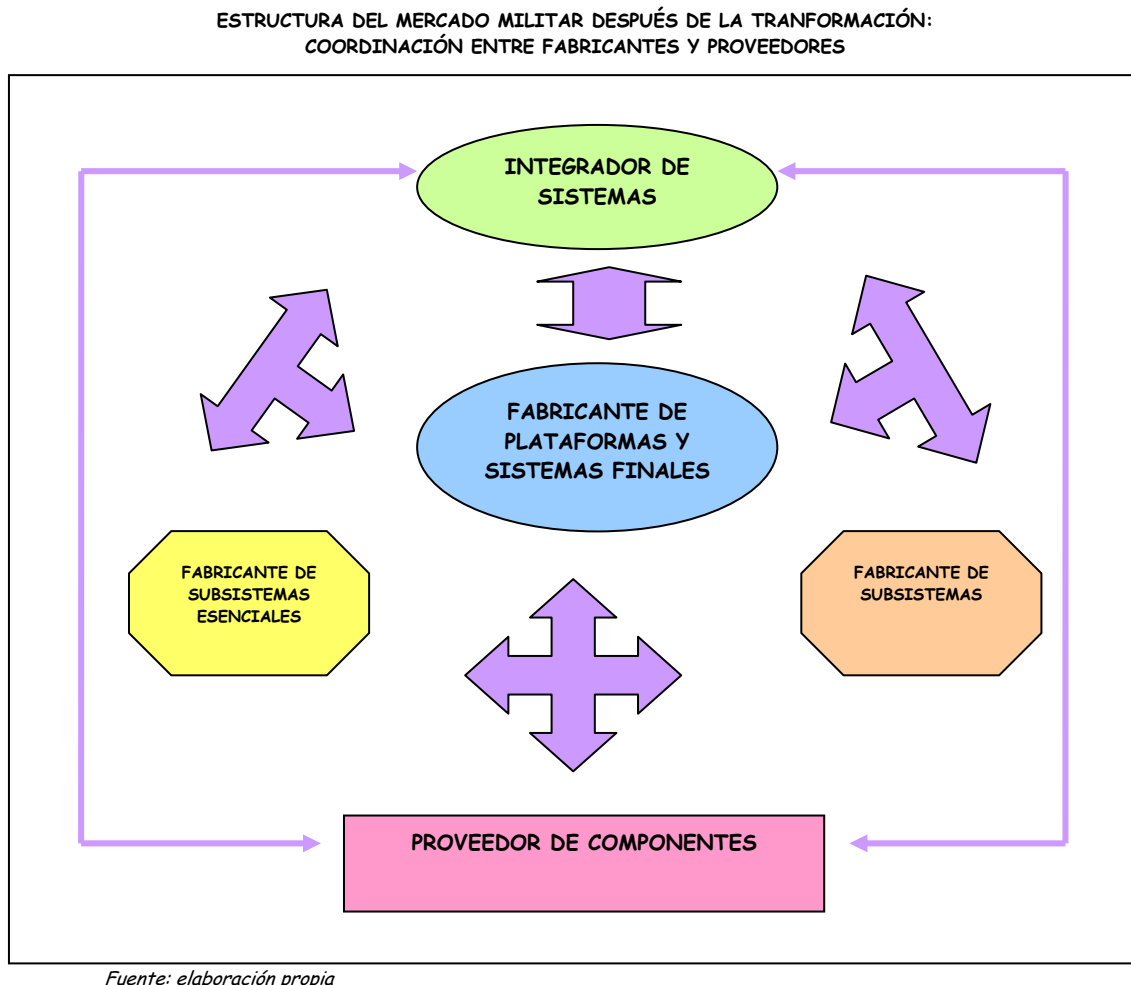 ESTRUCTURA DEL MERCADO MILITAR DESPUÉS DE LA TRANFORMACIÓN:
COORDINACIÓN ENTRE FABRICANTES Y PROVEEDORES
INTEGRADOR DE
SISTEMAS
FABRICANTE DE
PLATAFORMAS Y
SISTEMAS FINALES
FABRICANTE DE
SUBSISTEMAS
ESENCIALES
FABRICANTE DE
SUBSISTEMAS
PROVEEDOR DE COMPONENTES
Fuente: elaboración propia